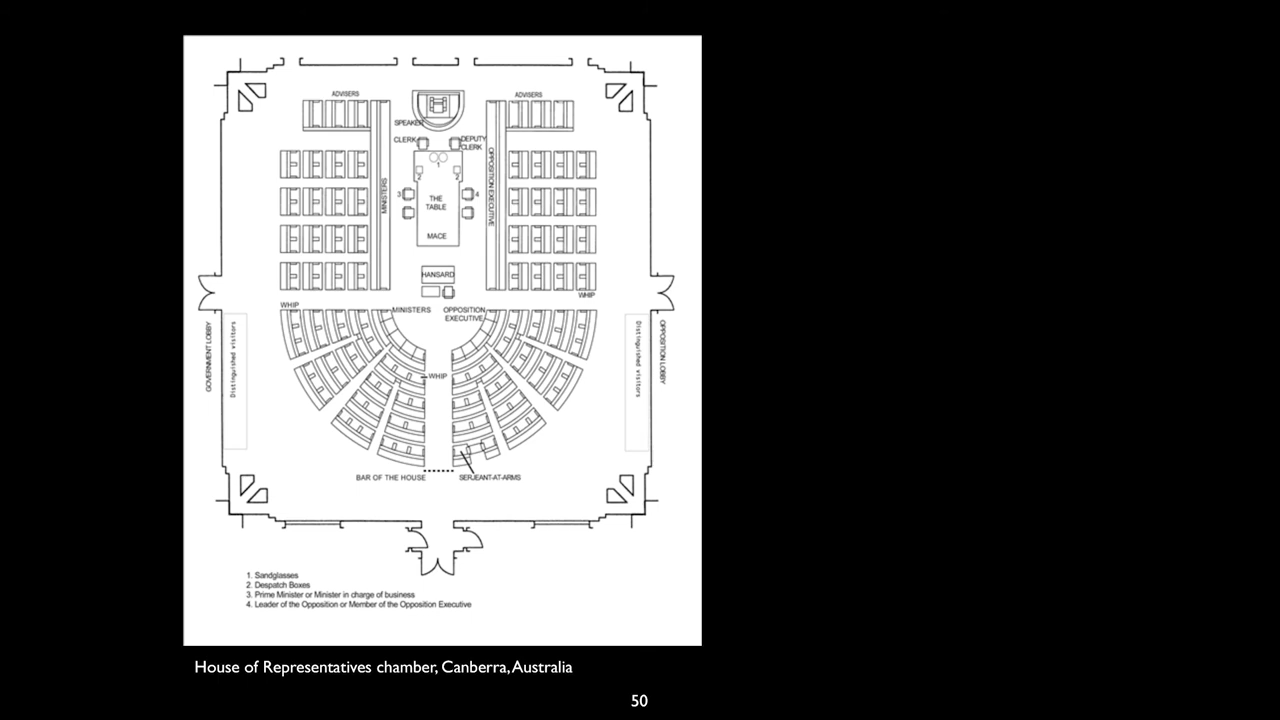 ADVISERS
ADVISERS
SPEAKER
CLERK
DEPUTY
CLERK
1
2
2
3
4
MINISTERS
OPPOSITION EXECUTIVE
THE
TABLE
MACE
HANSARD
WHIP
WHIP
MINISTERS
OPPOSITION
EXECUTIVE
GOVERNMENT LOBBY
Distinguished visitors
Distinguished visitors
OPPOSITION LOBBY
WHIP
BAR OF THE HOUSE
SERJEANT-AT-ARMS
1. Sandglasses
2. Despatch Boxes
3. Prime Minister or Minister in charge of business
4. Leader of the Opposition or Member of the Opposition Executive
House of Representatives chamber, Canberra, Australia
50